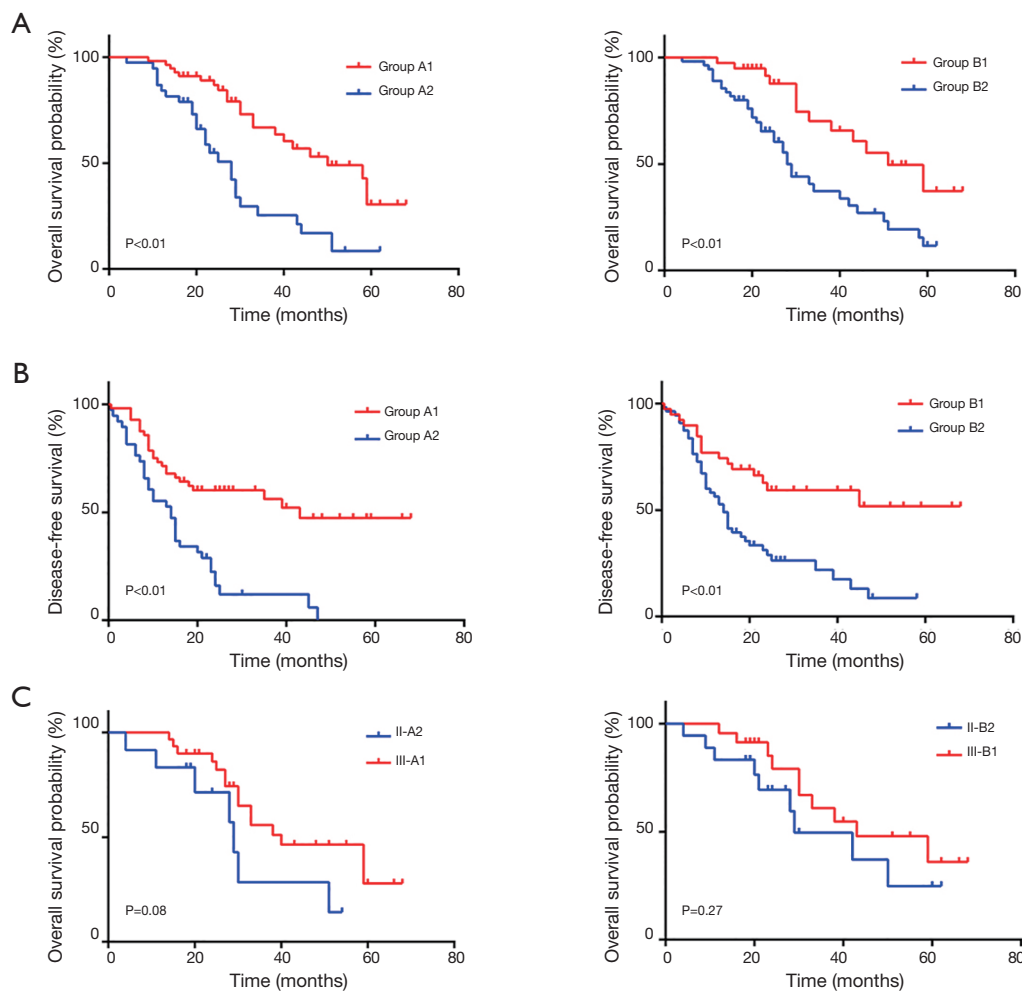 A
Overall survival probability (%)
100
50
0
Group A1
Group A2
P<0.01
0 20 40 60 80
Time (months)
Overall survival probability (%)
100
50
0
Group B1
Group B2
P<0.01
0 20 40 60 80
Time (months)
B
Disease-free survival (%)
100
50
0
Group A1
Group A2
P<0.01
0 20 40 60 80
Time (months)
Disease-free survival (%)
100
50
0
Group B1
Group B2
P<0.01
0 20 40 60 80
Time (months)
C
Overall survival probability (%)
100
50
0
II-A2
III-A1
P=0.08
0 20 40 60 80
Time (months)
Overall survival probability (%)
100
50
0
II-B2
III-B1
P=0.27
0 20 40 60 80
Time (months)